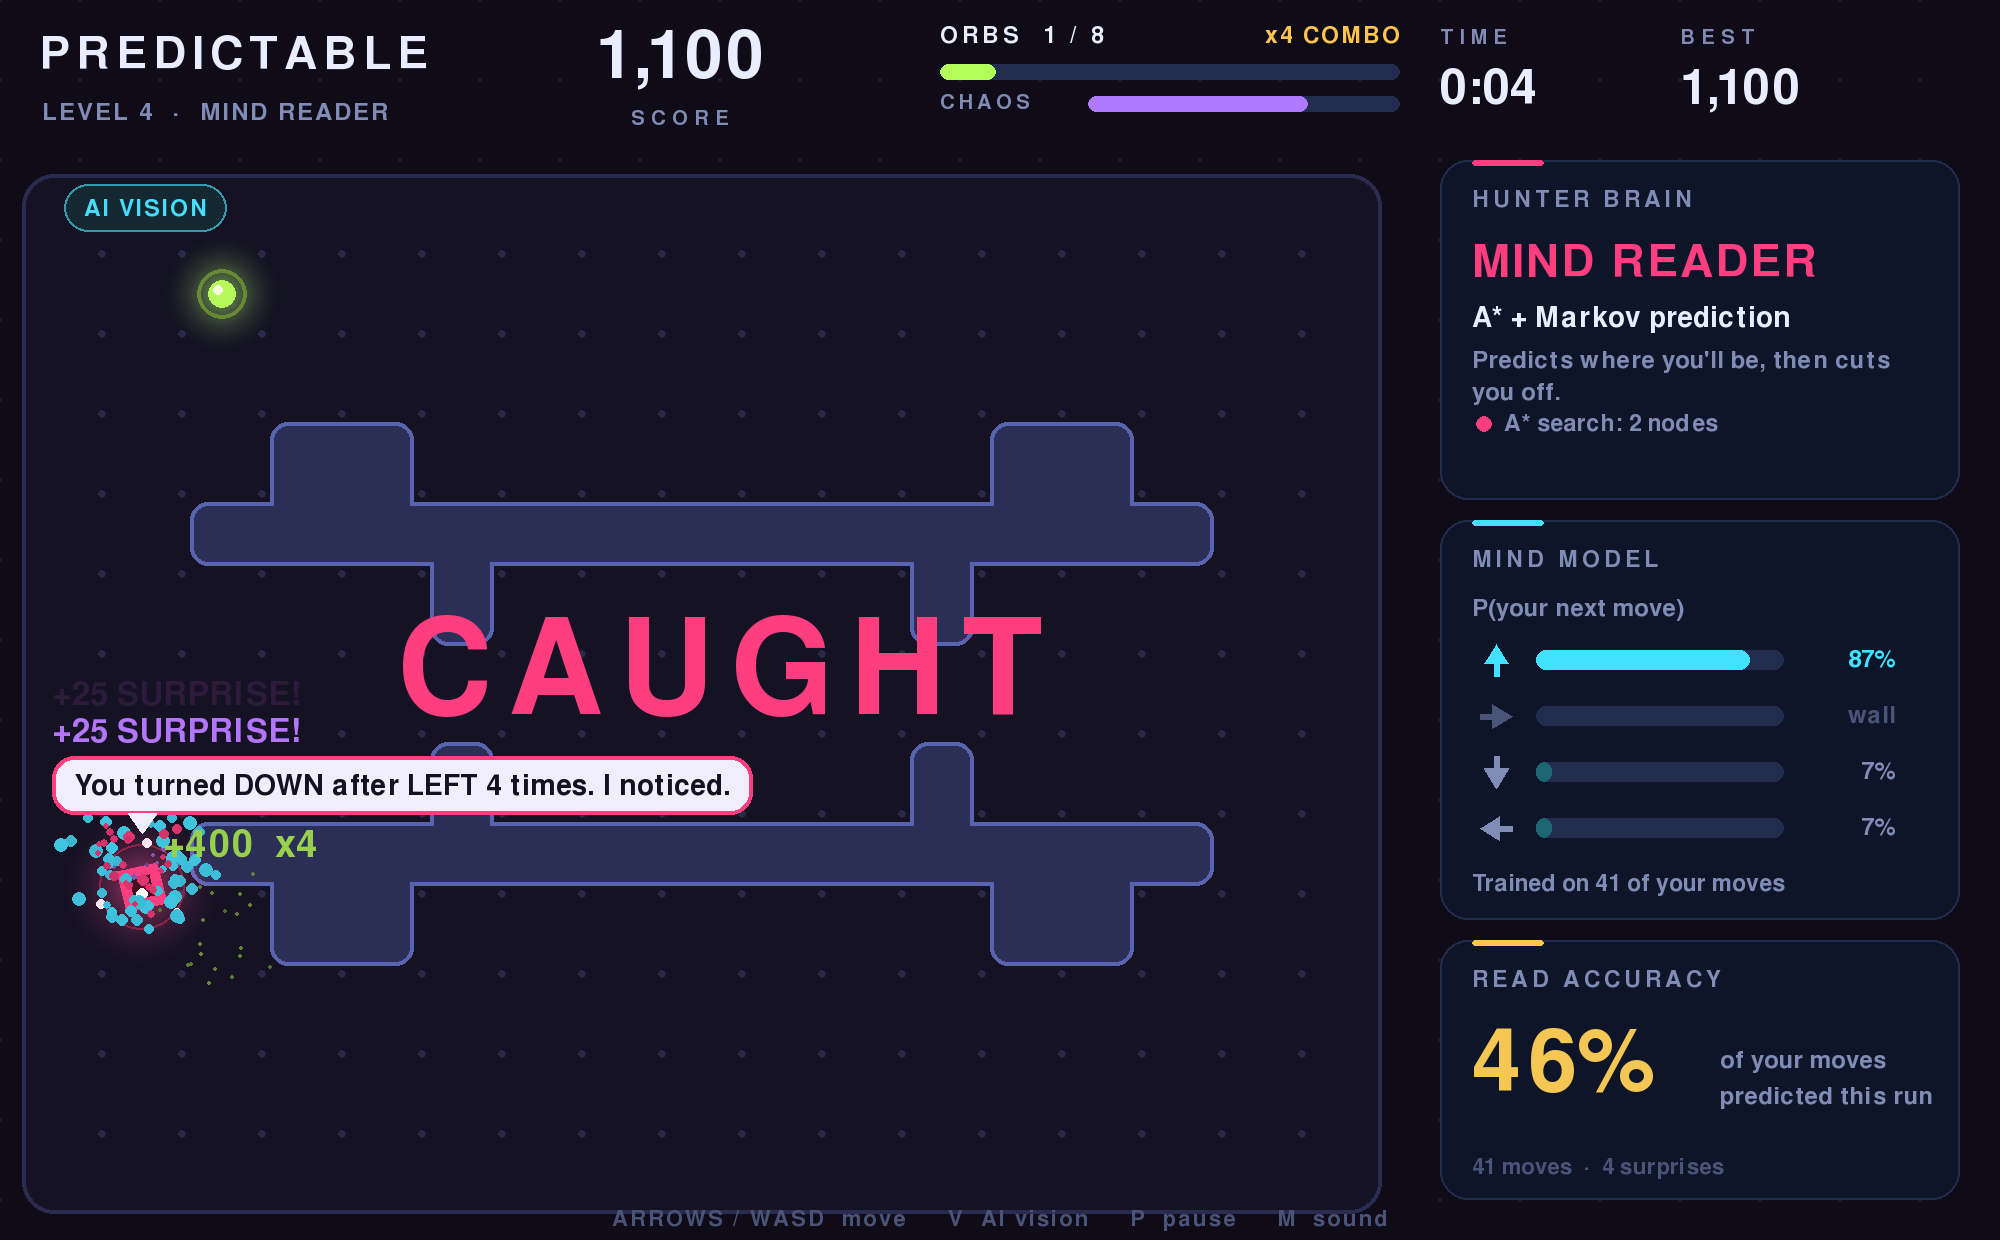 PREDICTABLE
LEVEL 4 · MIND READER
1,100
SCORE
ORBS 1 / 8
x4 COMBO
CHAOS
TIME
0:04
BEST
1,100
AI VISION
CAUGHT
+25 SURPRISE!
+25 SURPRISE!
You turned DOWN after LEFT 4 times. I noticed.
+400 x4
HUNTER BRAIN
MIND READER
A* + Markov prediction
Predicts where you'll be, then cuts
you off.
A* search: 2 nodes
MIND MODEL
P(your next move)
87%
wall
7%
7%
Trained on 41 of your moves
READ ACCURACY
46%
of your moves
predicted this run
41 moves · 4 surprises
ARROWS / WASD move V AI vision P pause M sound